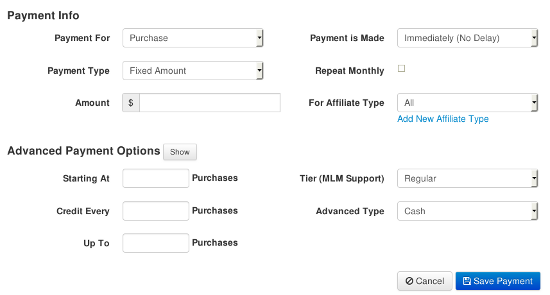 Payment Info
Payment For Purchase Payment is Made Immediately (No Delay)
Payment Type Fixed Amount Repeat Monthly
Amount $ For Affiliate Type All
Add New Affiliate Type
Advanced Payment Options Show
Starting At Purchases Tier (MLM Support) Regular
Credit Every Purchases Advanced Type Cash
Up To Purchases
Cancel Save Payment